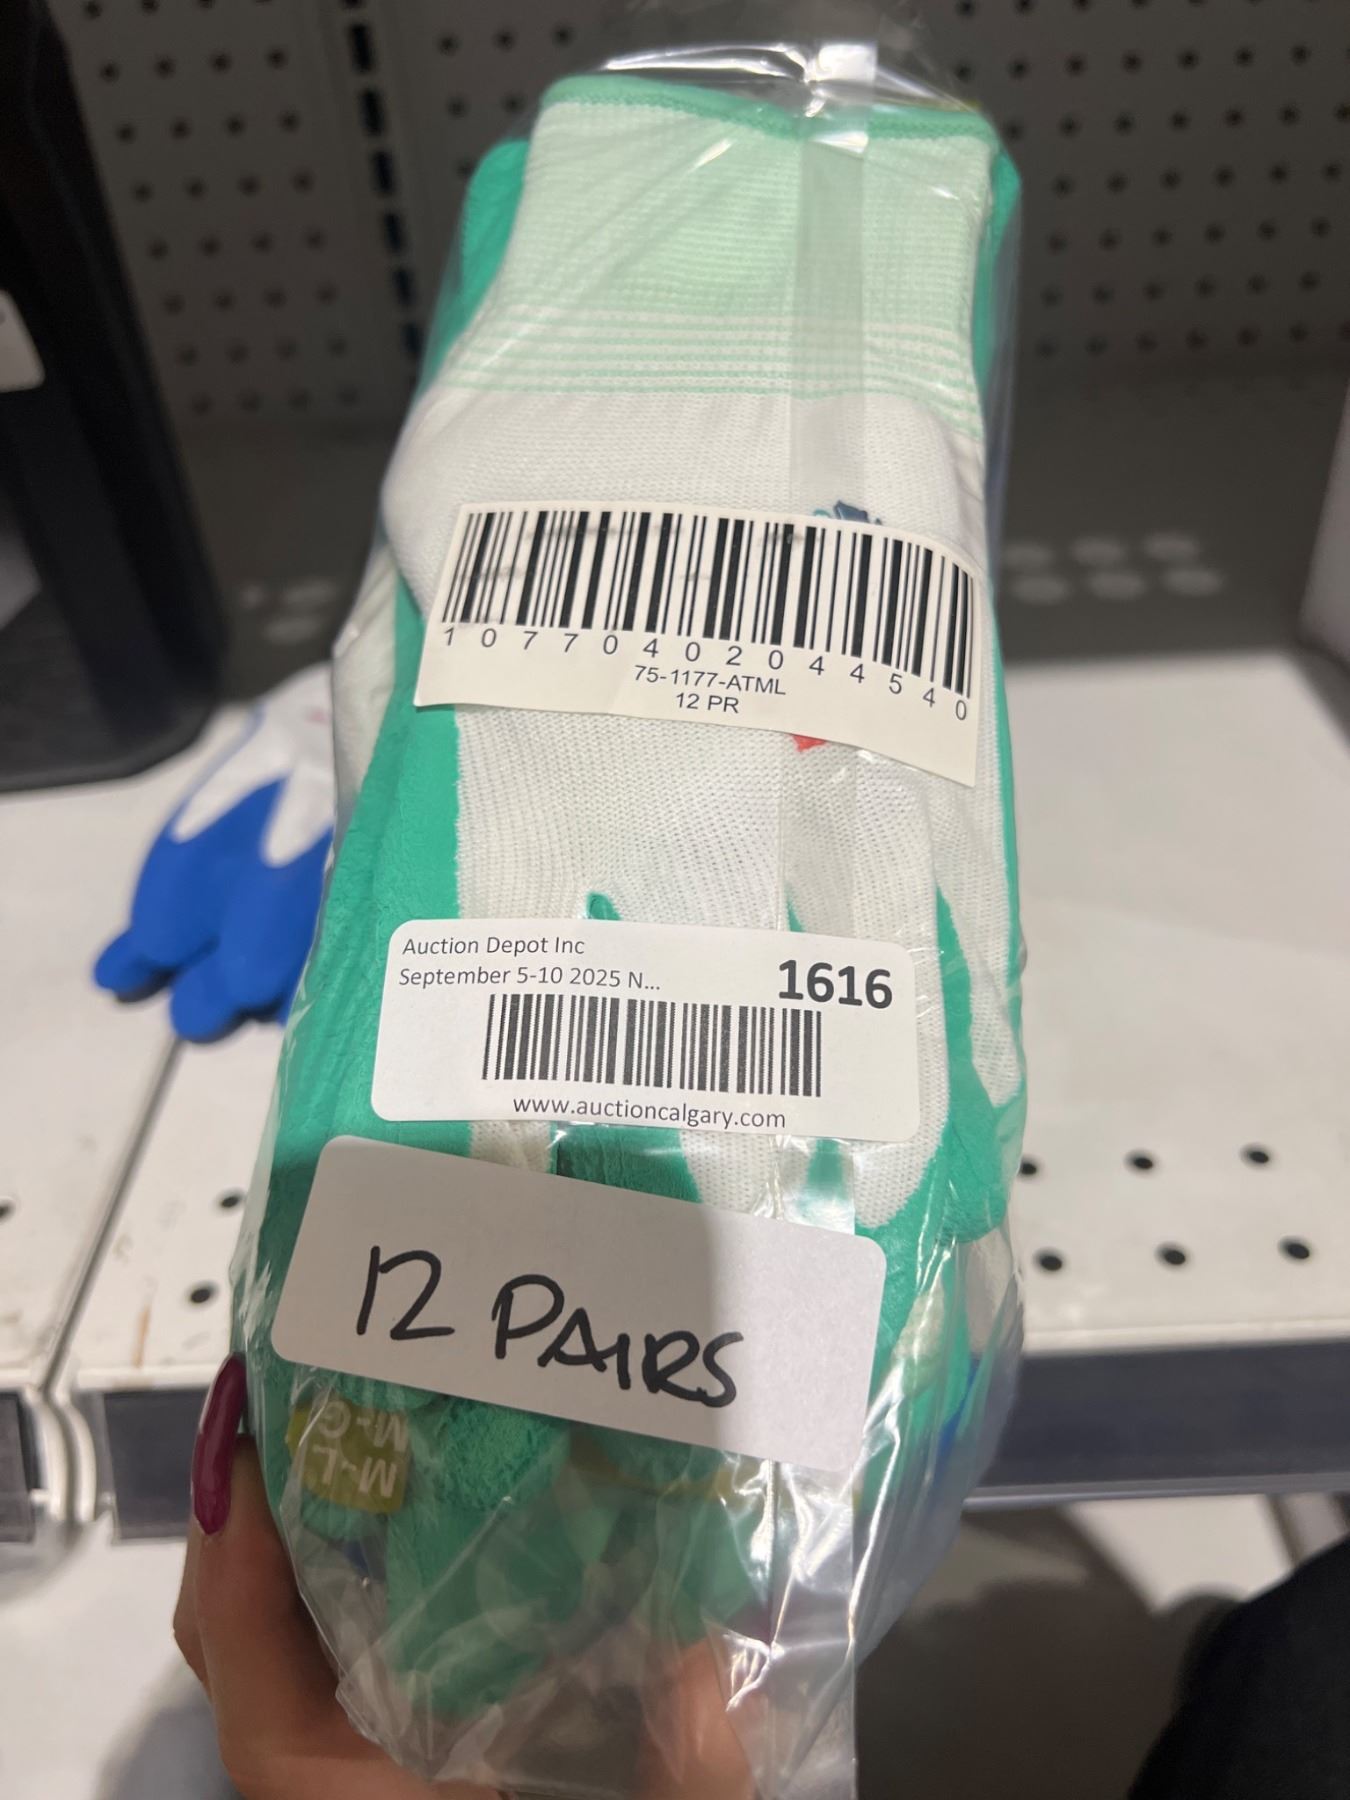 10770402044540
75-1177-ATML
12 PR
Auction Depot Inc
September 5-10 2025 N...
1616
www.auctioncalgary.com
12 PAIRS
M-L
M-G